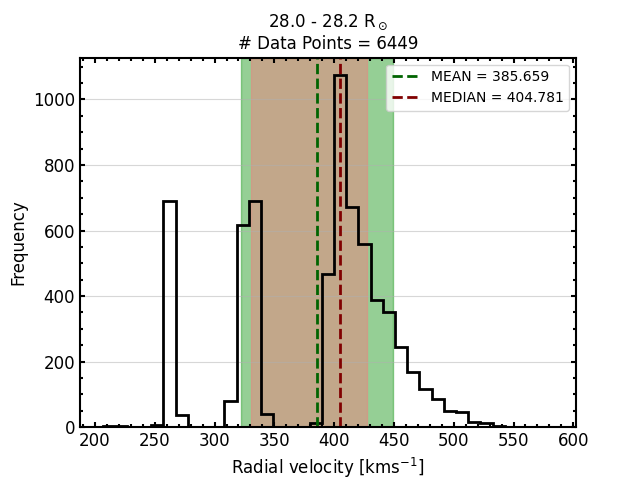 28.0 - 28.2 R⊙
# Data Points = 6449
MEAN = 385.659
MEDIAN = 404.781
Frequency
1000
800
600
400
200
0
200 250 300 350 400 450 500 550 600
Radial velocity [kms⁻¹]